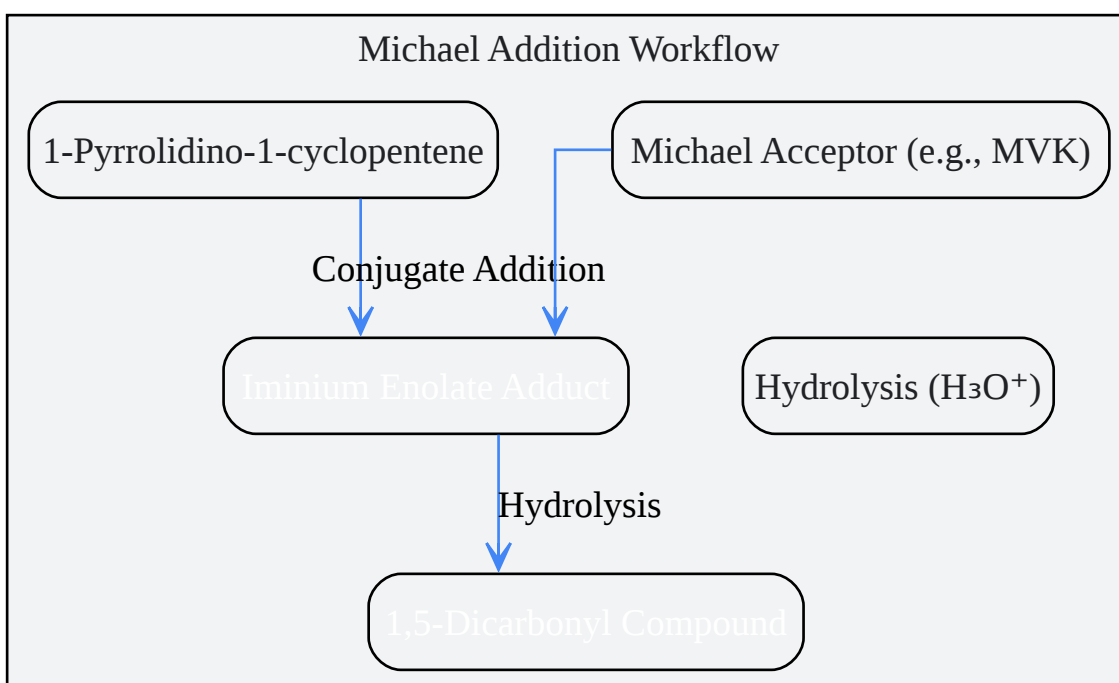 Michael Addition Workflow
1-Pyrrolidino-1-cyclopentene
Michael Acceptor (e.g., MVK)
Conjugate Addition
Iminium Enolate Adduct
Hydrolysis (H₃O⁺)
Hydrolysis
1,5-Dicarbonyl Compound